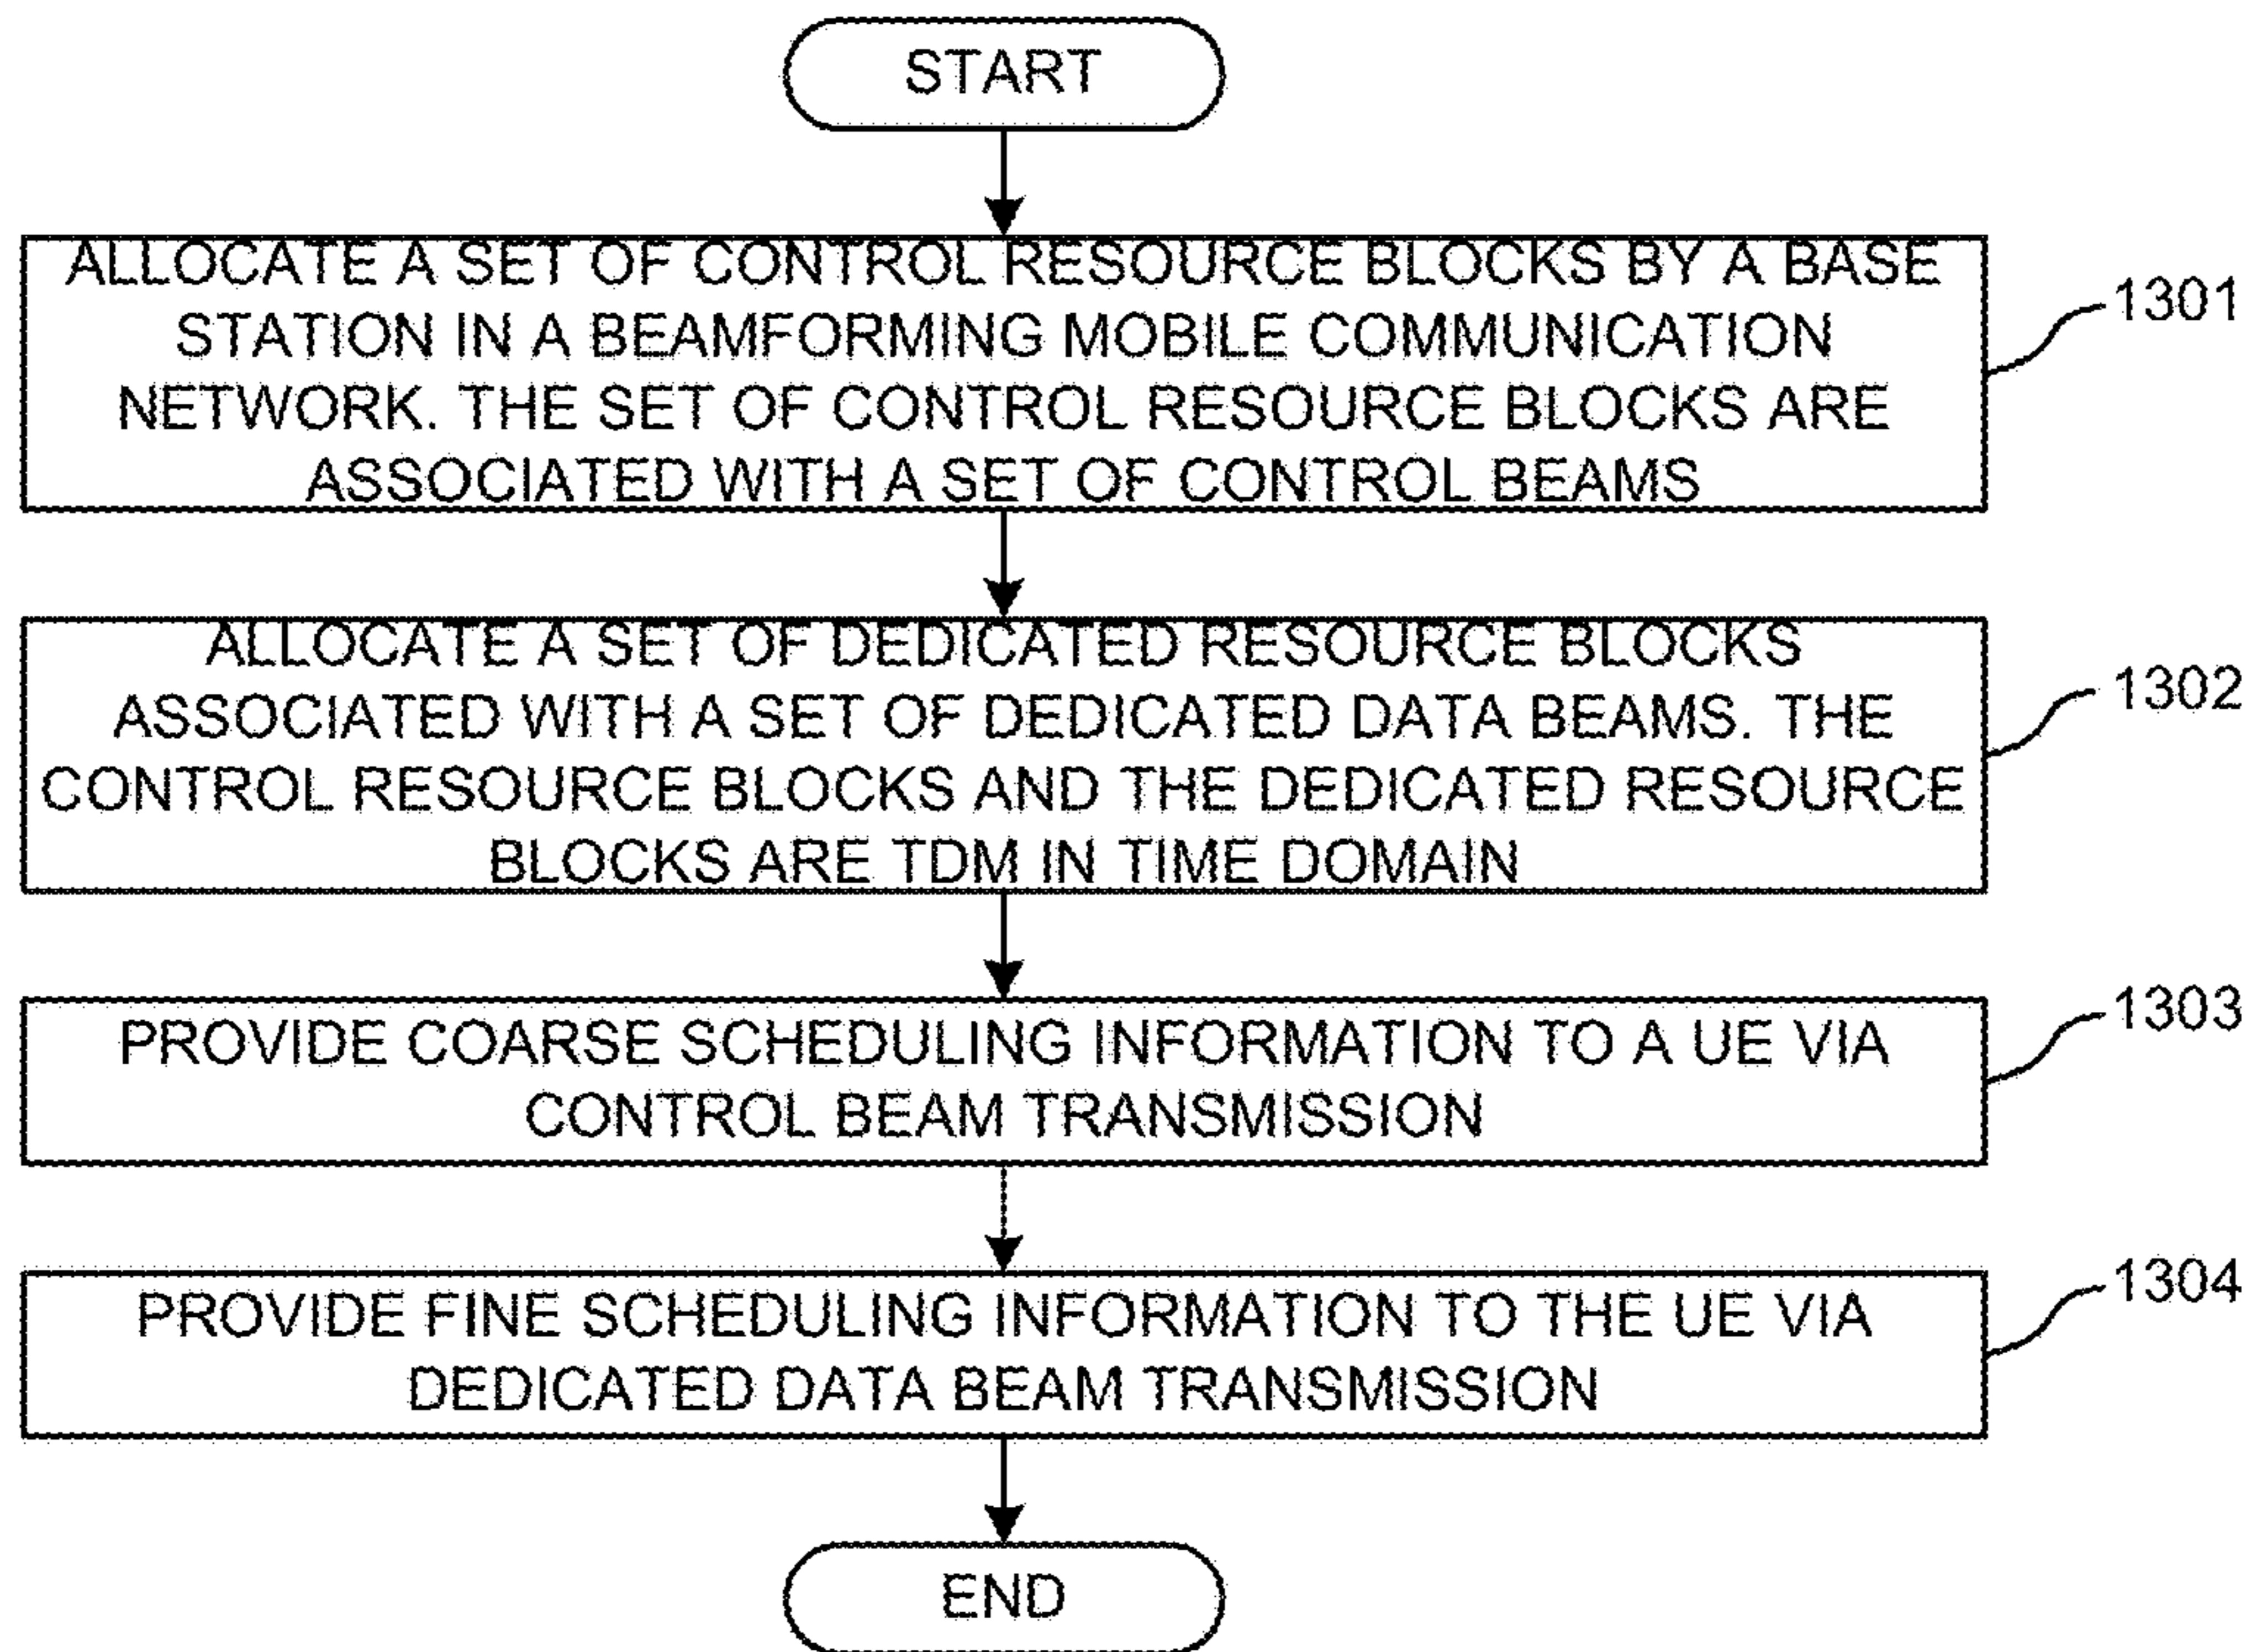 START
ALLOCATE A SET OF CONTROL RESOURCE BLOCKS BY A BASE
STATION IN A BEAMFORMING MOBILE COMMUNICATION
NETWORK. THE SET OF CONTROL RESOURCE BLOCKS ARE
ASSOCIATED WITH A SET OF CONTROL BEAMS
1301
ALLOCATE A SET OF DEDICATED RESOURCE BLOCKS
ASSOCIATED WITH A SET OF DEDICATED DATA BEAMS. THE
CONTROL RESOURCE BLOCKS AND THE DEDICATED RESOURCE
BLOCKS ARE TDM IN TIME DOMAIN
1302
PROVIDE COARSE SCHEDULING INFORMATION TO A UE VIA
CONTROL BEAM TRANSMISSION
1303
PROVIDE FINE SCHEDULING INFORMATION TO THE UE VIA
DEDICATED DATA BEAM TRANSMISSION
1304
END